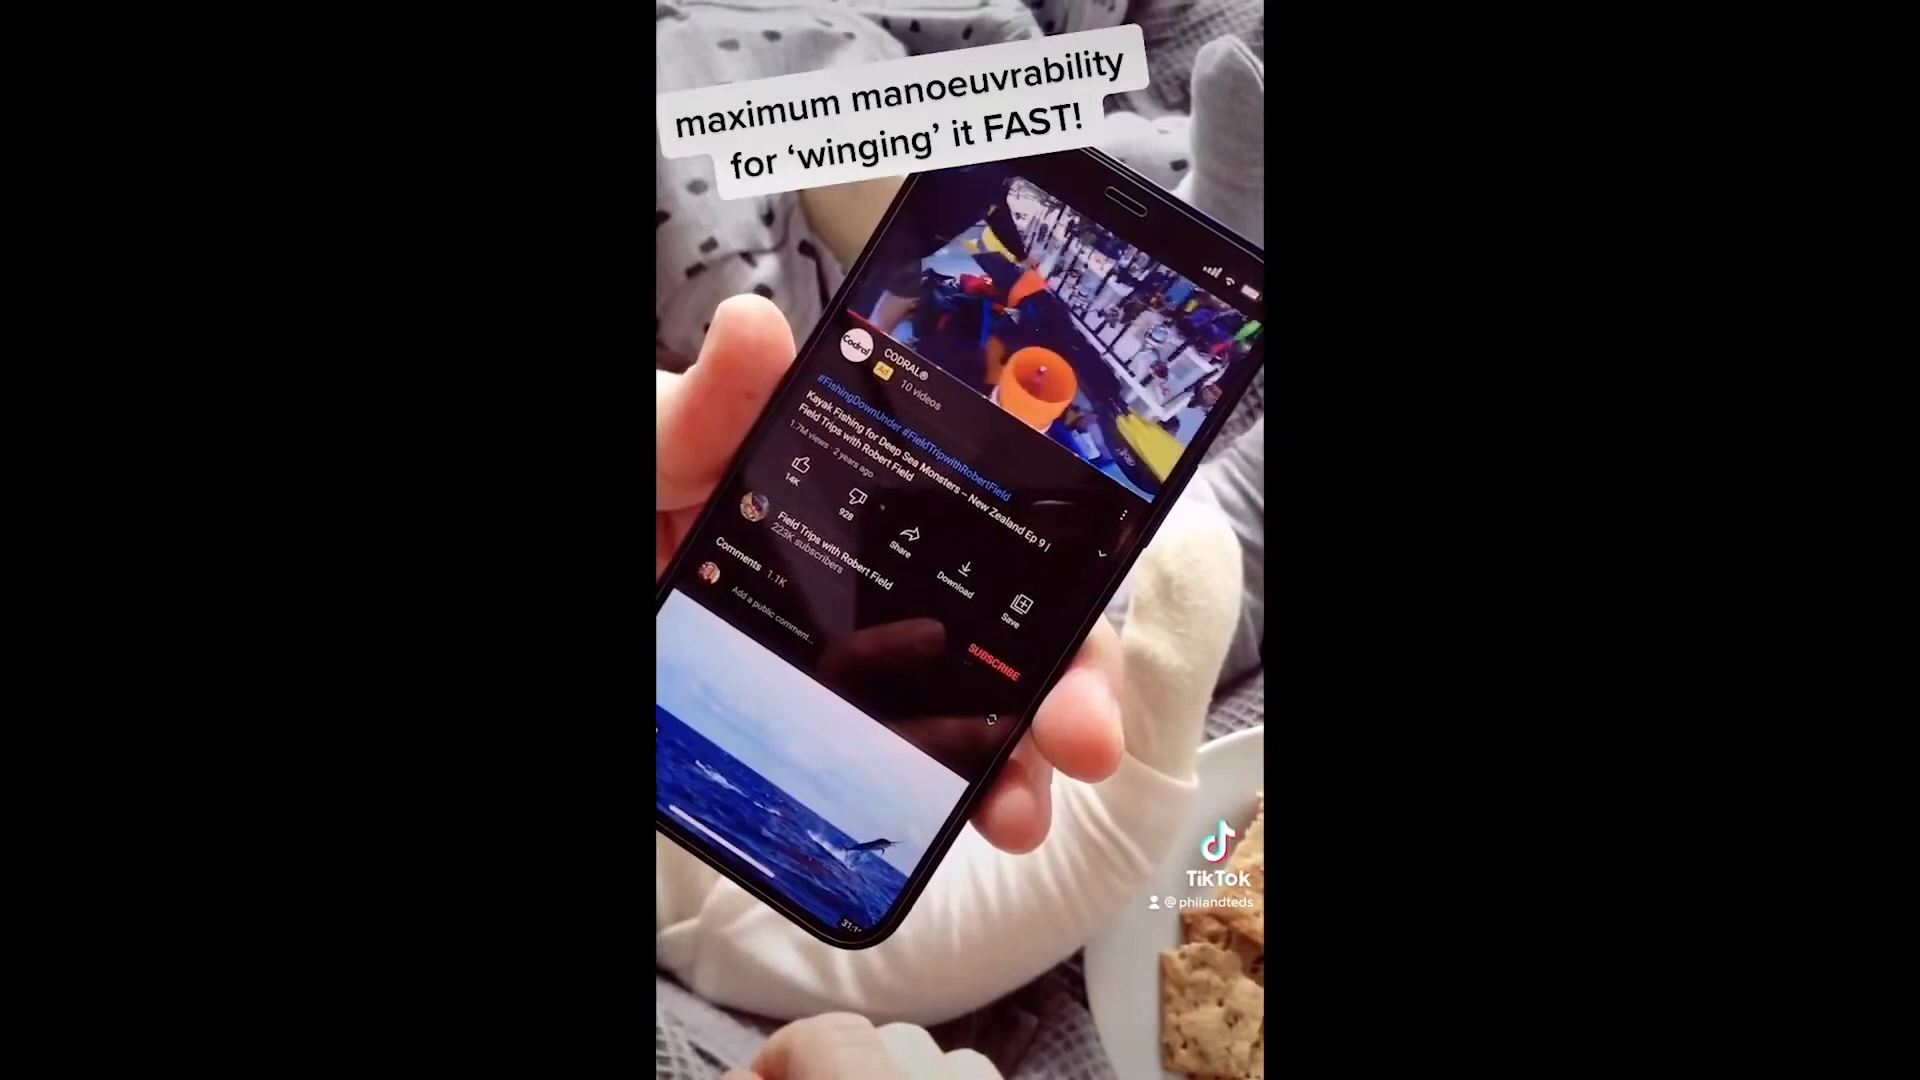 maximum manoeuvrability
for ‘winging’ it FAST!
Codral
CODRAL®
Ad
10 videos
#FishingDownUnder #FieldTripwithRobertField
Kayak Fishing for Deep Sea Monsters – New Zealand Ep 9 |
Field Trips with Robert Field
1.7M views · 2 years ago
14K
928
Share
Download
Save
Field Trips with Robert Field
223K subscribers
SUBSCRIBE
Comments 1.1K
Add a public comment...
TikTok
@philandteds